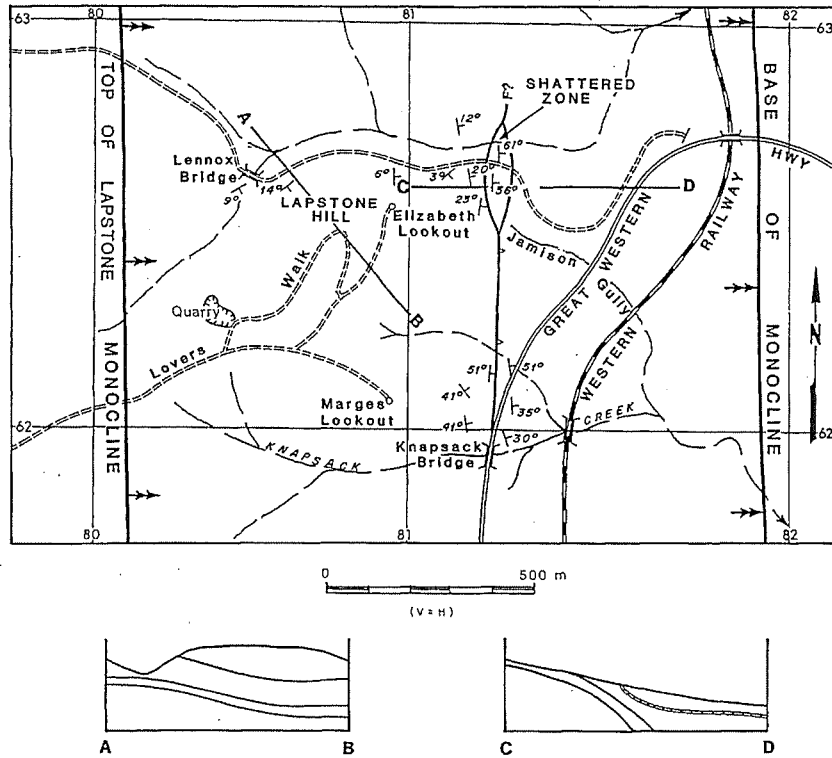 63
80
81
82
63
TOP OF LAPSTONE MONOCLINE
BASE OF MONOCLINE
F?
SHATTERED
ZONE
12°
61°
A
Lennox
Bridge
14°
9°
6°
C
39
20°
56°
25°
D
HWY
LAPSTONE
HILL
Elizabeth
Lookout
Jamison
Gully
GREAT WESTERN
WESTERN RAILWAY
Walk
Quarry
Lovers
B
N
51°
51°
41°
35°
41°
30°
Marges
Lookout
CREEK
62
62
KNAPSACK
Knapsack
Bridge
80
81
82
0 500 m
(V=H)
A B
C D